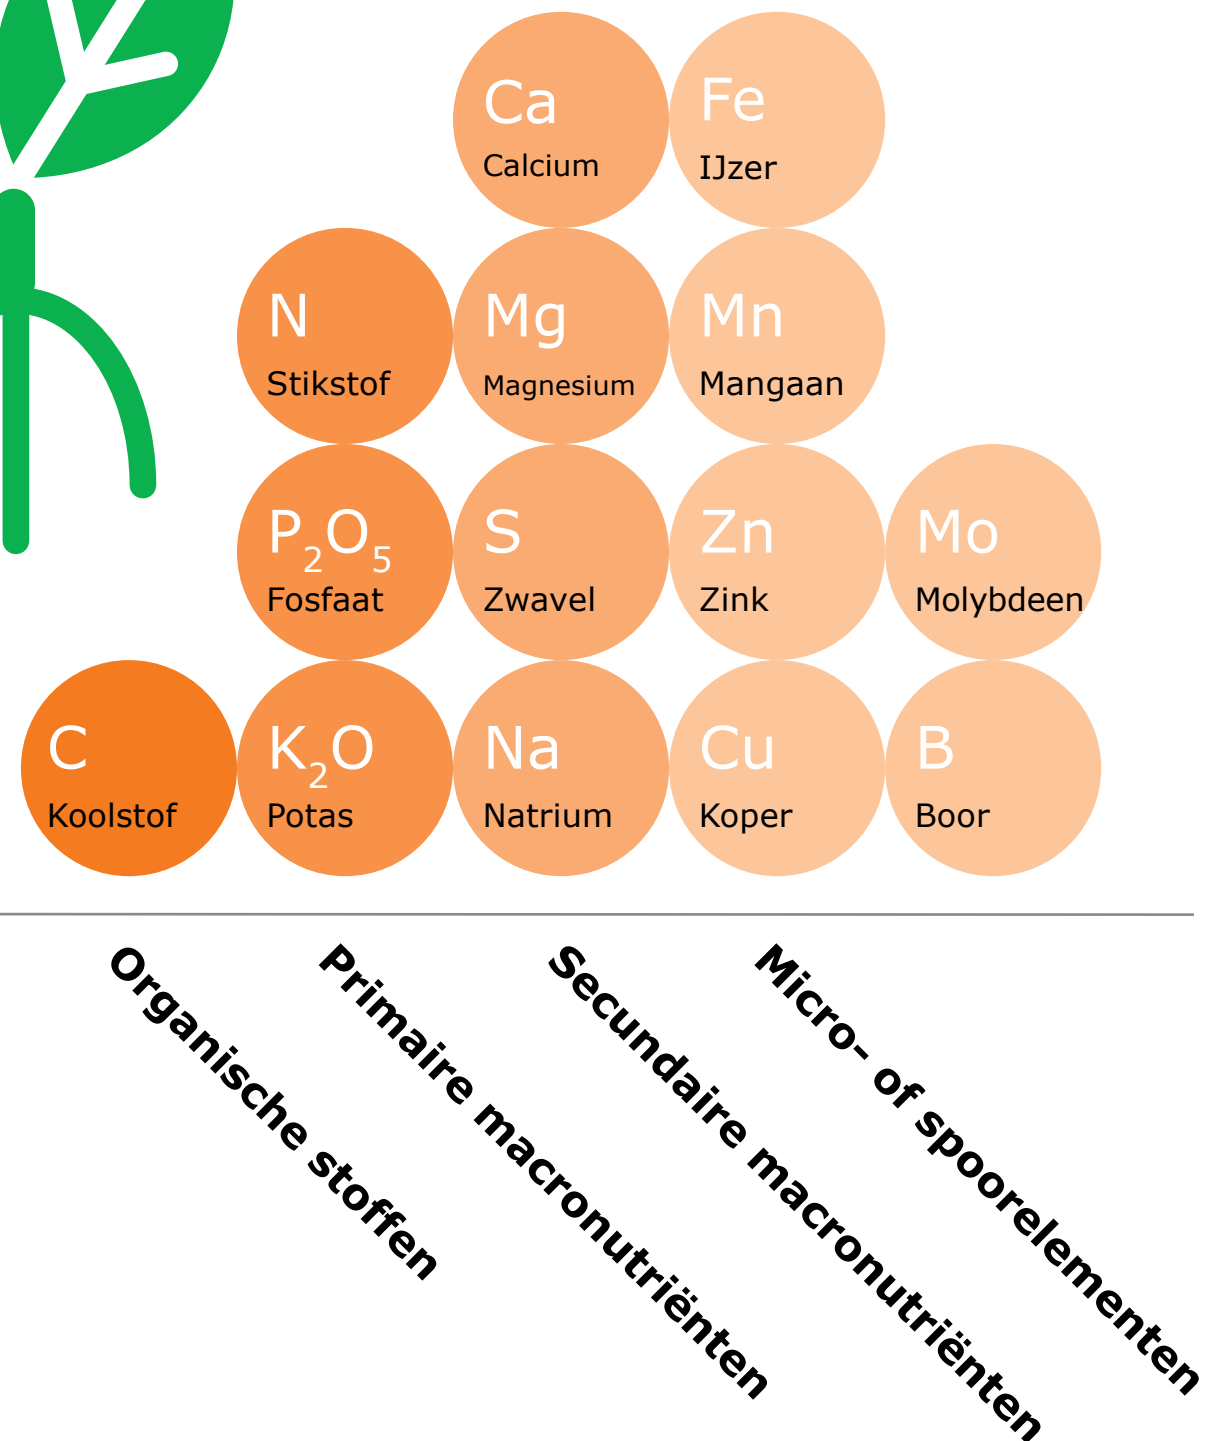 Ca
Calcium
Fe
IJzer
N
Stikstof
Mg
Magnesium
Mn
Mangaan
P₂O₅
Fosfaat
S
Zwavel
Zn
Zink
Mo
Molybdeen
C
Koolstof
K₂O
Potas
Na
Natrium
Cu
Koper
B
Boor
Organische stoffen
Primaire macronutriënten
Secundaire macronutriënten
Micro- of spoorelementen